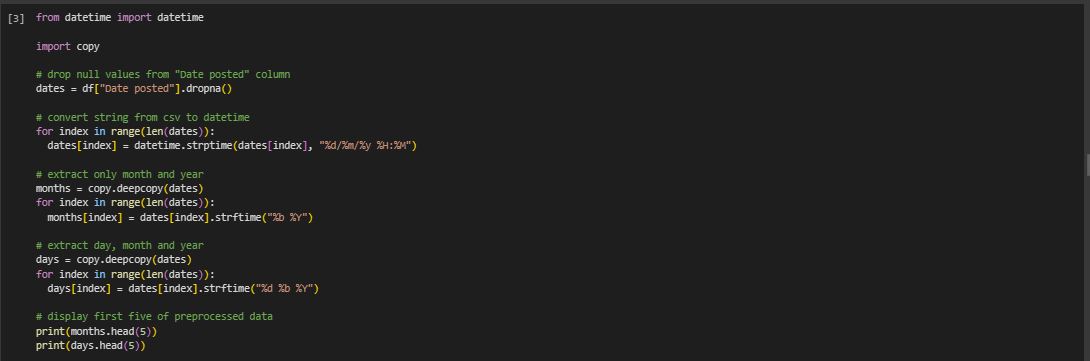 [3] from datetime import datetime
import copy
# drop null values from "Date posted" column
dates = df["Date posted"].dropna()
# convert string from csv to datetime
for index in range(len(dates)):
  dates[index] = datetime.strptime(dates[index], "%d/%m/%y %H:%M")
# extract only month and year
months = copy.deepcopy(dates)
for index in range(len(dates)):
  months[index] = dates[index].strftime("%b %Y")
# extract day, month and year
days = copy.deepcopy(dates)
for index in range(len(dates)):
  days[index] = dates[index].strftime("%d %b %Y")
# display first five of preprocessed data
print(months.head(5))
print(days.head(5))